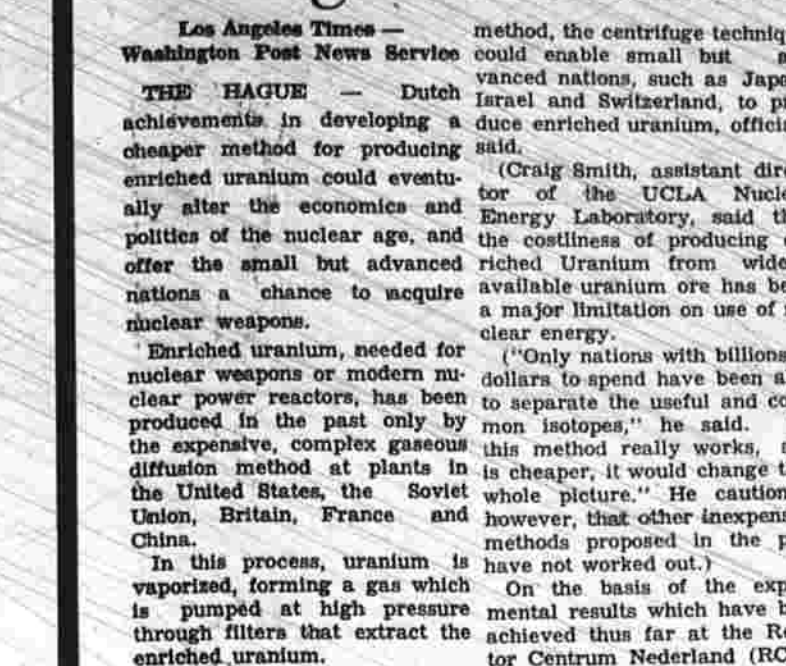 Los Angeles Times —
Washington Post News Service
THE HAGUE — Dutch
achievements in developing a
cheaper method for producing
enriched uranium could eventu-
ally alter the economics and
politics of the nuclear age, and
offer the small but advanced
nations a chance to acquire
nuclear weapons.
Enriched uranium, needed for
nuclear weapons or modern nu-
clear power reactors, has been
produced in the past only by
the expensive, complex gaseous
diffusion method at plants in
the United States, the Soviet
Union, Britain, France and
China.
In this process, uranium is
vaporized, forming a gas which
is pumped at high pressure
through filters that extract the
enriched uranium.
method, the centrifuge techniq
could enable small but a
vanced nations, such as Japa
Israel and Switzerland, to p
duce enriched uranium, offici
said.
(Craig Smith, assistant dire
tor of the UCLA Nucle
Energy Laboratory, said th
the costliness of producing e
riched Uranium from wide
available uranium ore has be
a major limitation on use of
clear energy.
("Only nations with billions
dollars to spend have been a
to separate the useful and co
mon isotopes," he said.
this method really works,
is cheaper, it would change t
whole picture." He caution
however, that other inexpens
methods proposed in the p
have not worked out.)
On the basis of the exp
mental results which have b
achieved thus far at the Re
tor Centrum Nederland (RC